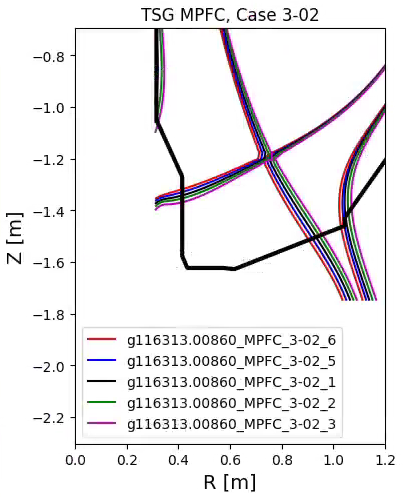 TSG MPFC, Case 3-02
Z [m]
−0.8
−1.0
−1.2
−1.4
−1.6
−1.8
−2.0
−2.2
g116313.00860_MPFC_3-02_6
g116313.00860_MPFC_3-02_5
g116313.00860_MPFC_3-02_1
g116313.00860_MPFC_3-02_2
g116313.00860_MPFC_3-02_3
0.0 0.2 0.4 0.6 0.8 1.0 1.2
R [m]